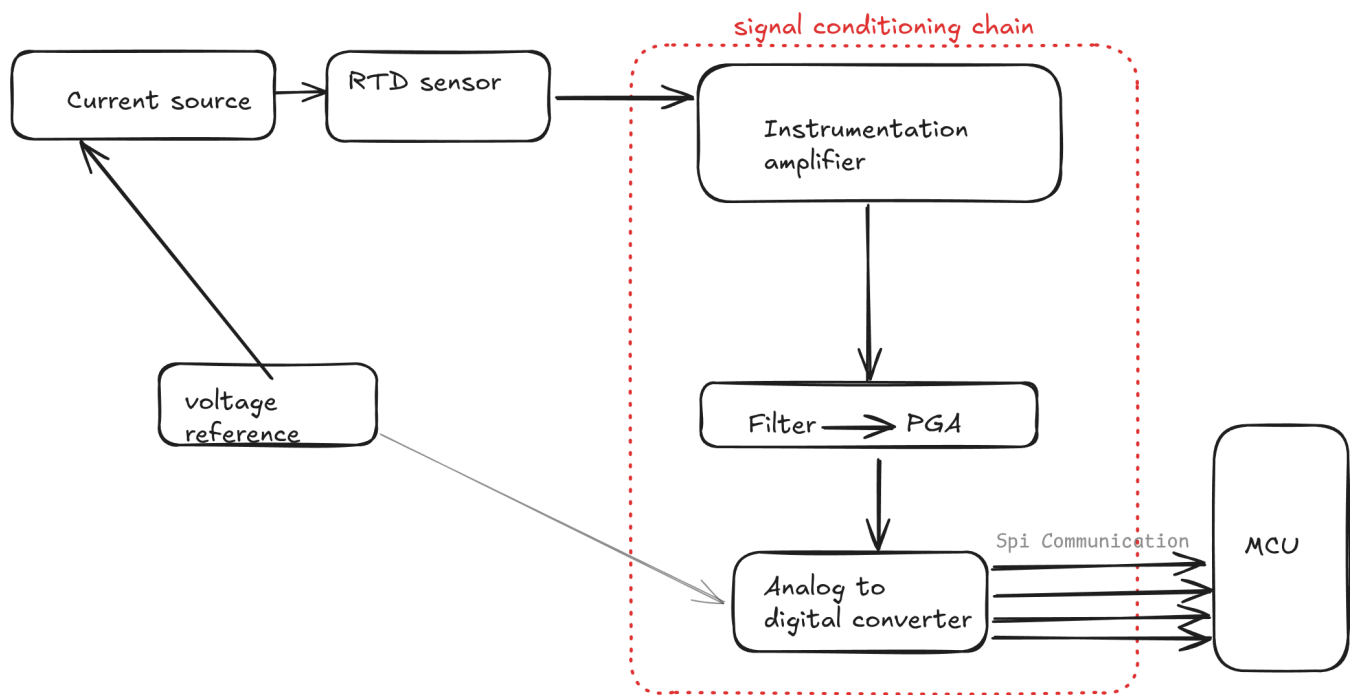 signal conditioning chain
Current source
RTD sensor
Instrumentation
amplifier
voltage
reference
Filter PGA
Spi Communication
MCU
Analog to
digital converter